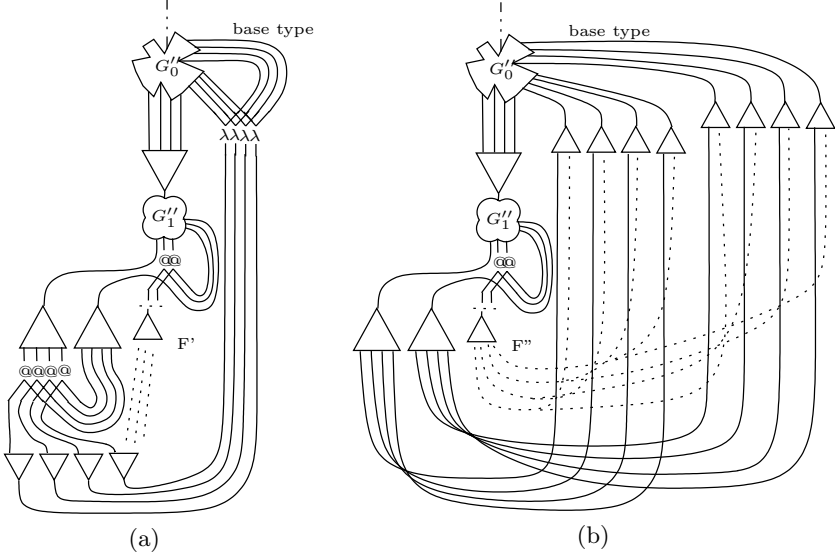 base type
G″₀
λλλλ
G″₁
@@
F'
@@@@
(a)
base type
G″₀
G″₁
@@
F"
(b)